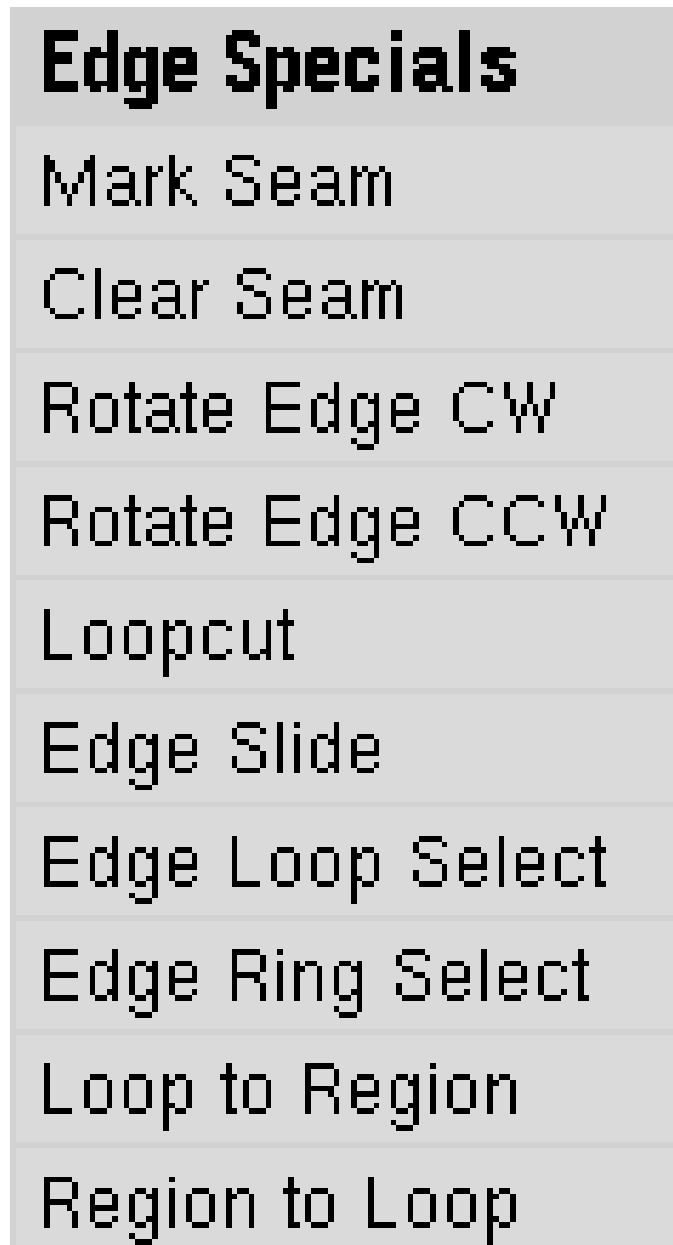 Edge Specials
Mark Seam
Clear Seam
Rotate Edge CW
Rotate Edge CCW
Loopcut
Edge Slide
Edge Loop Select
Edge Ring Select
Loop to Region
Region to Loop